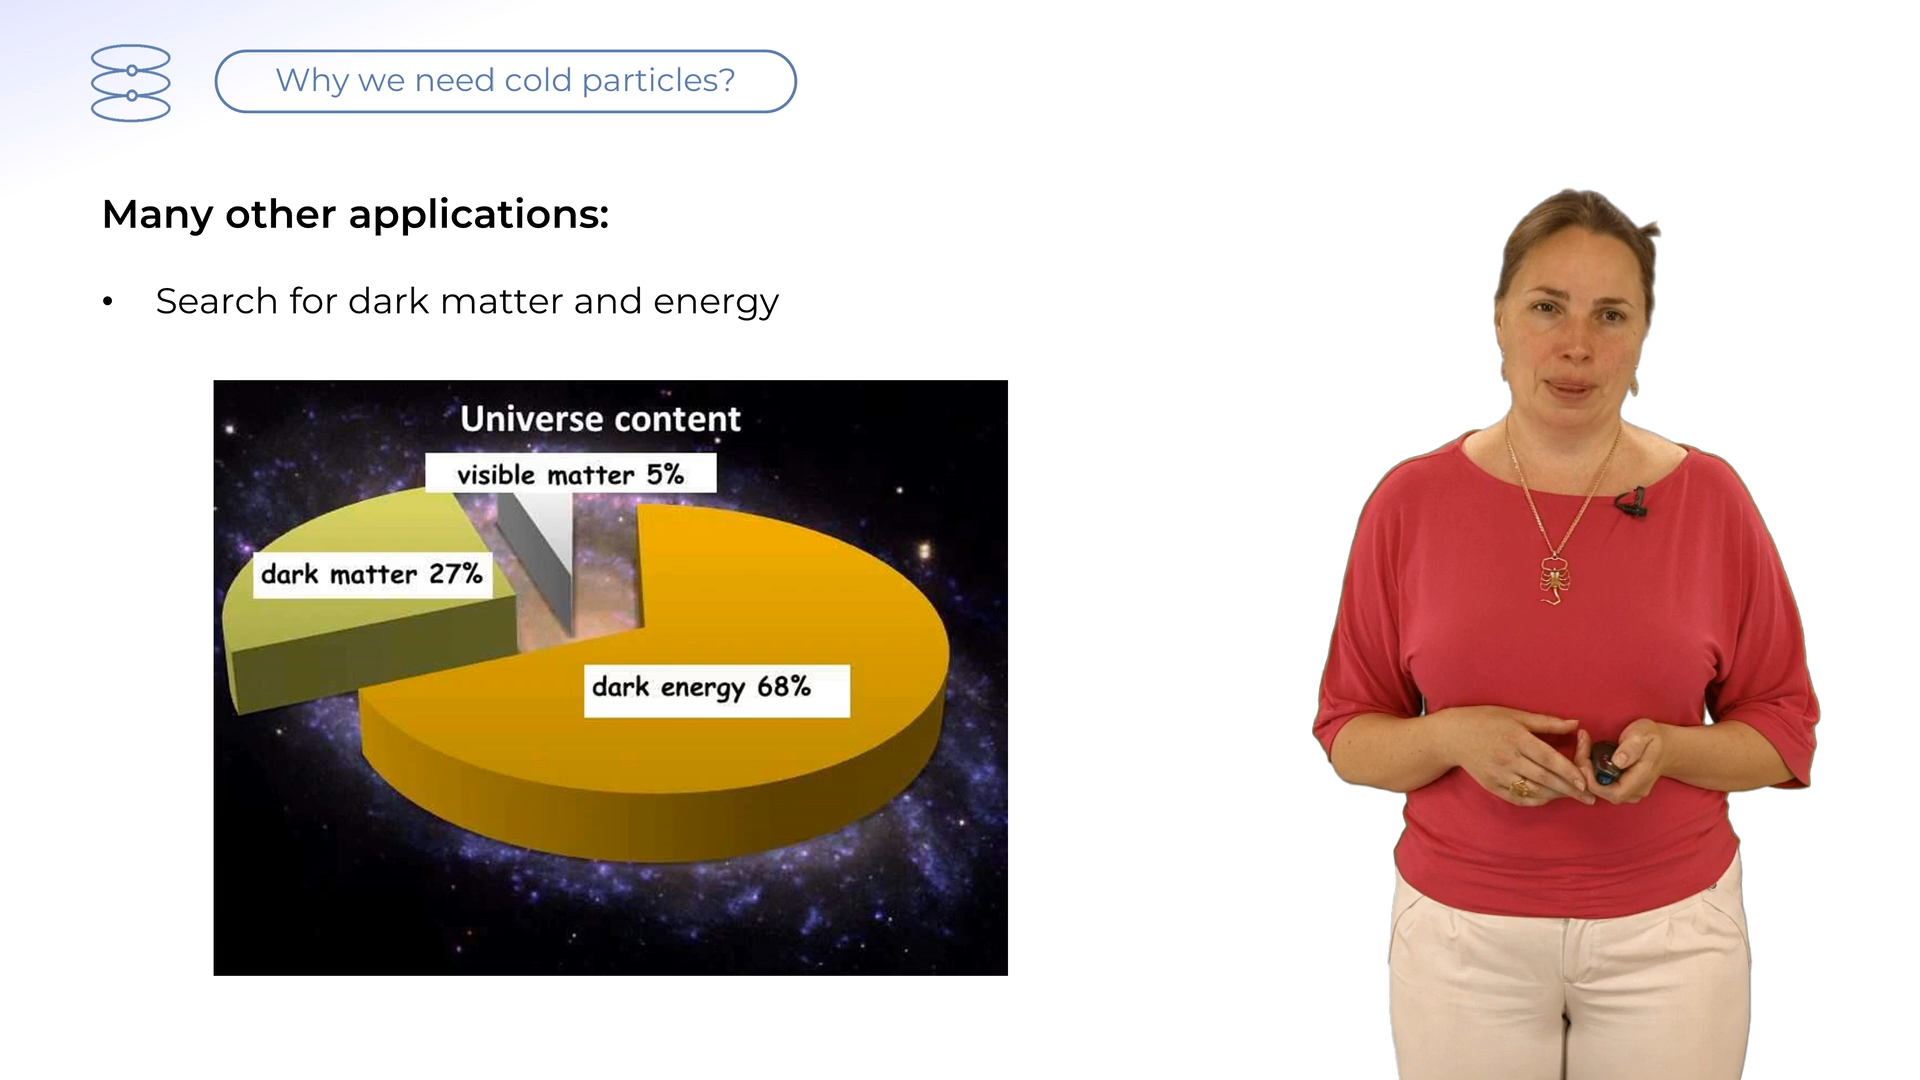 Why we need cold particles?
Many other applications:
• Search for dark matter and energy
Universe content
visible matter 5%
dark matter 27%
dark energy 68%